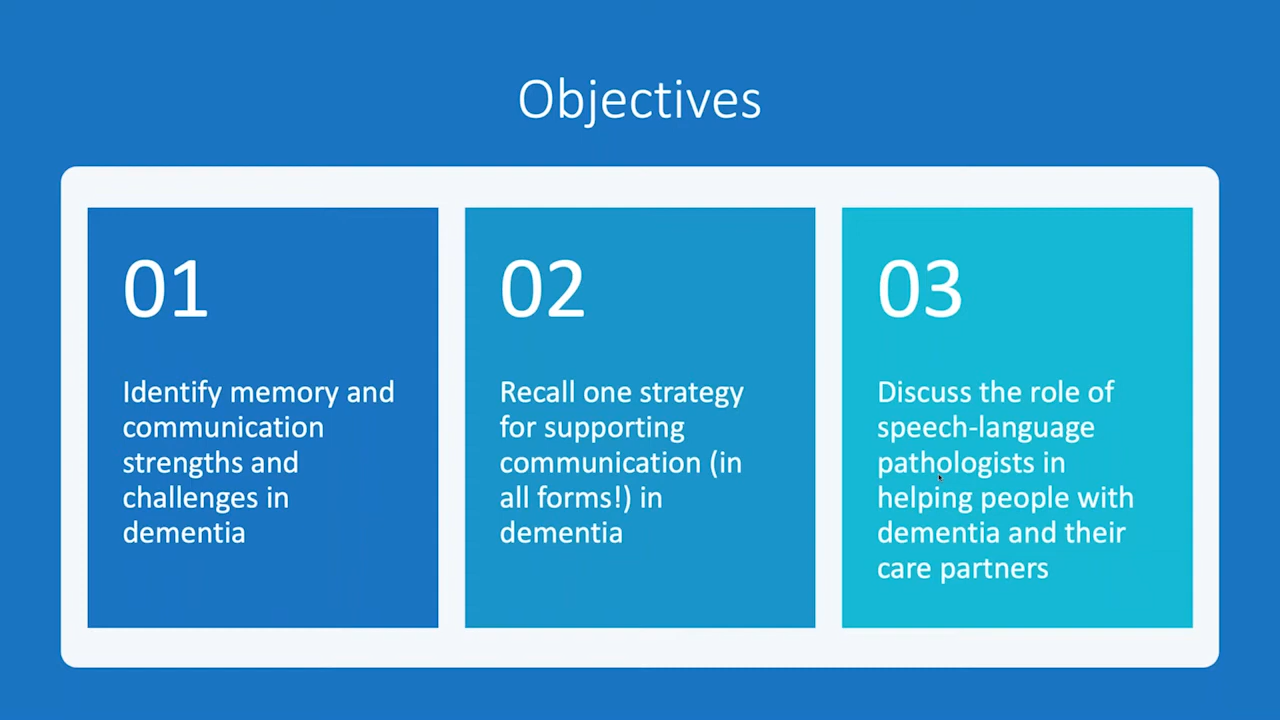 Objectives
01
Identify memory and
communication
strengths and
challenges in
dementia
02
Recall one strategy
for supporting
communication (in
all forms!) in
dementia
03
Discuss the role of
speech-language
pathologists in
helping people with
dementia and their
care partners